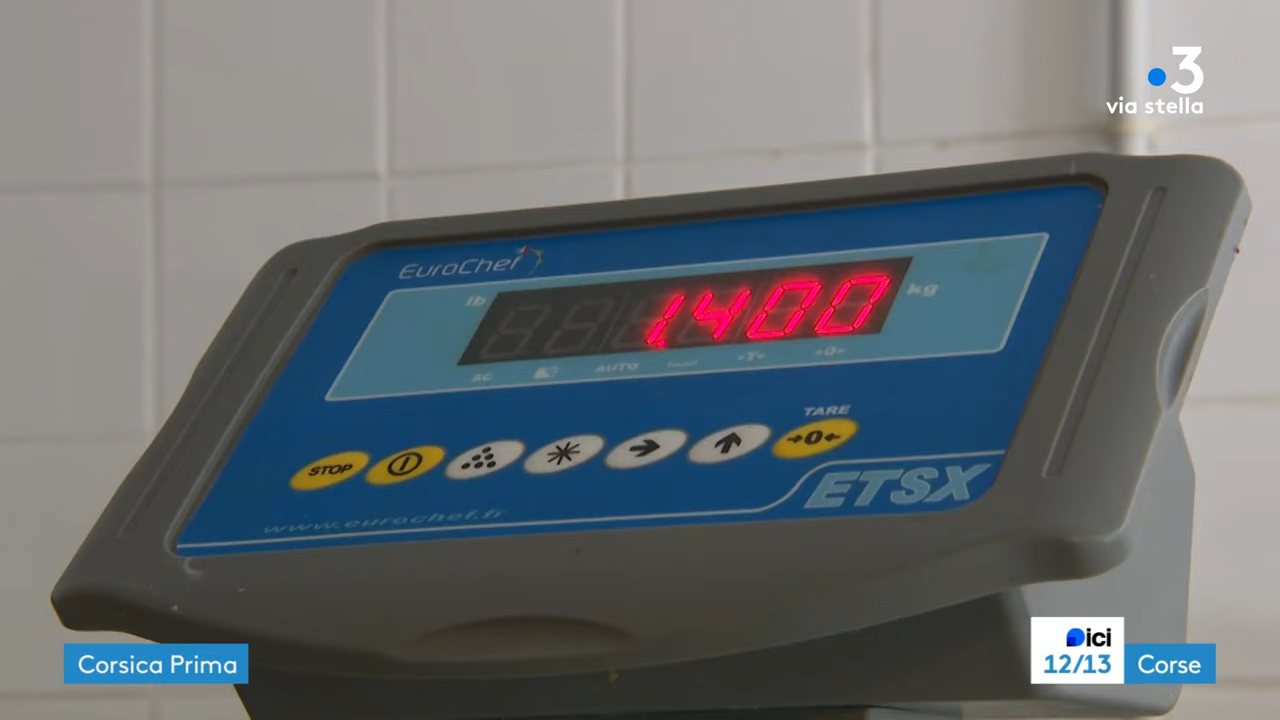 3
via stella
EuroChef
lb
1.400
kg
AC
AUTO
→T←
→0←
TARE
STOP
→0←
ETSX
www.eurochef.fr
Corsica Prima
ici
12/13
Corse